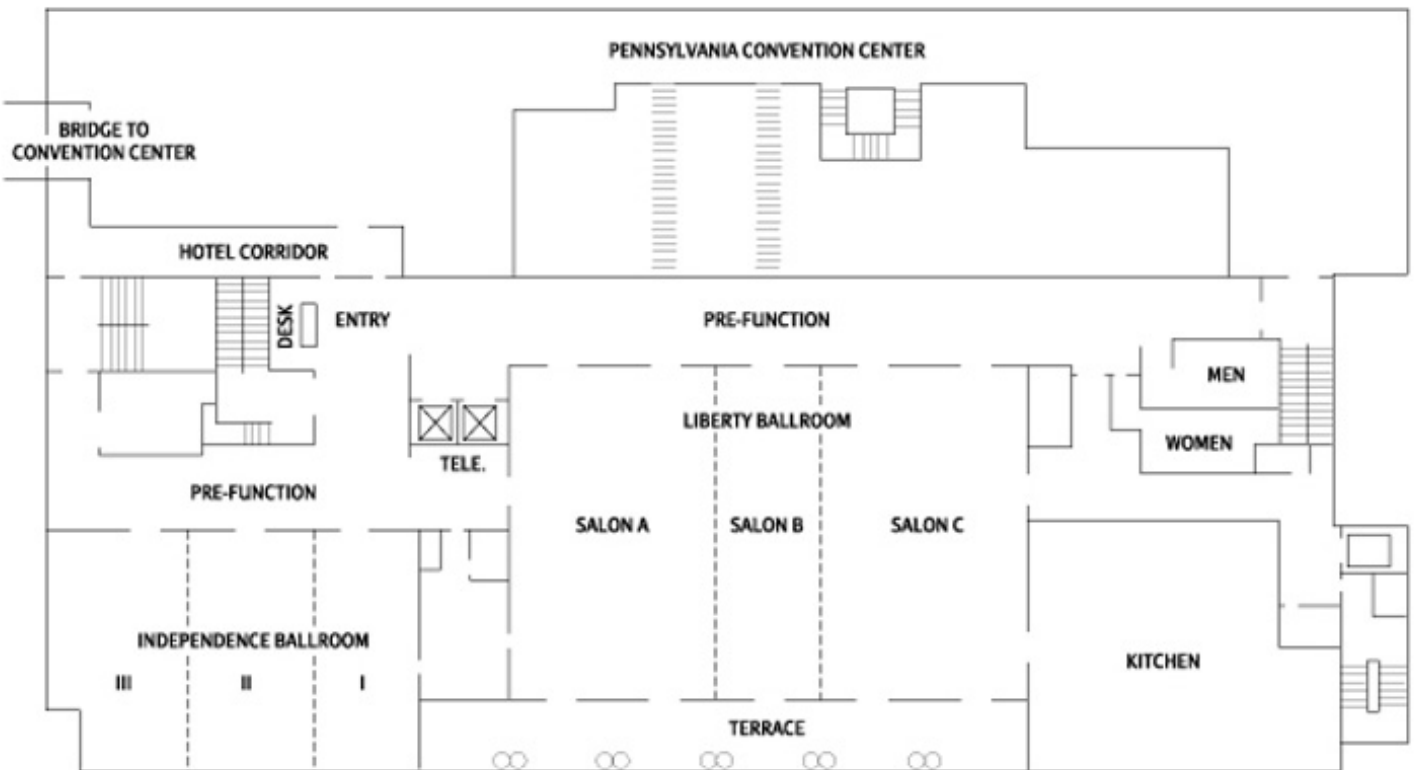 PENNSYLVANIA CONVENTION CENTER
BRIDGE TO
CONVENTION CENTER
HOTEL CORRIDOR
DESK
ENTRY
PRE-FUNCTION
MEN
LIBERTY BALLROOM
WOMEN
TELE.
PRE-FUNCTION
SALON A
SALON B
SALON C
INDEPENDENCE BALLROOM
KITCHEN
III
II
I
TERRACE